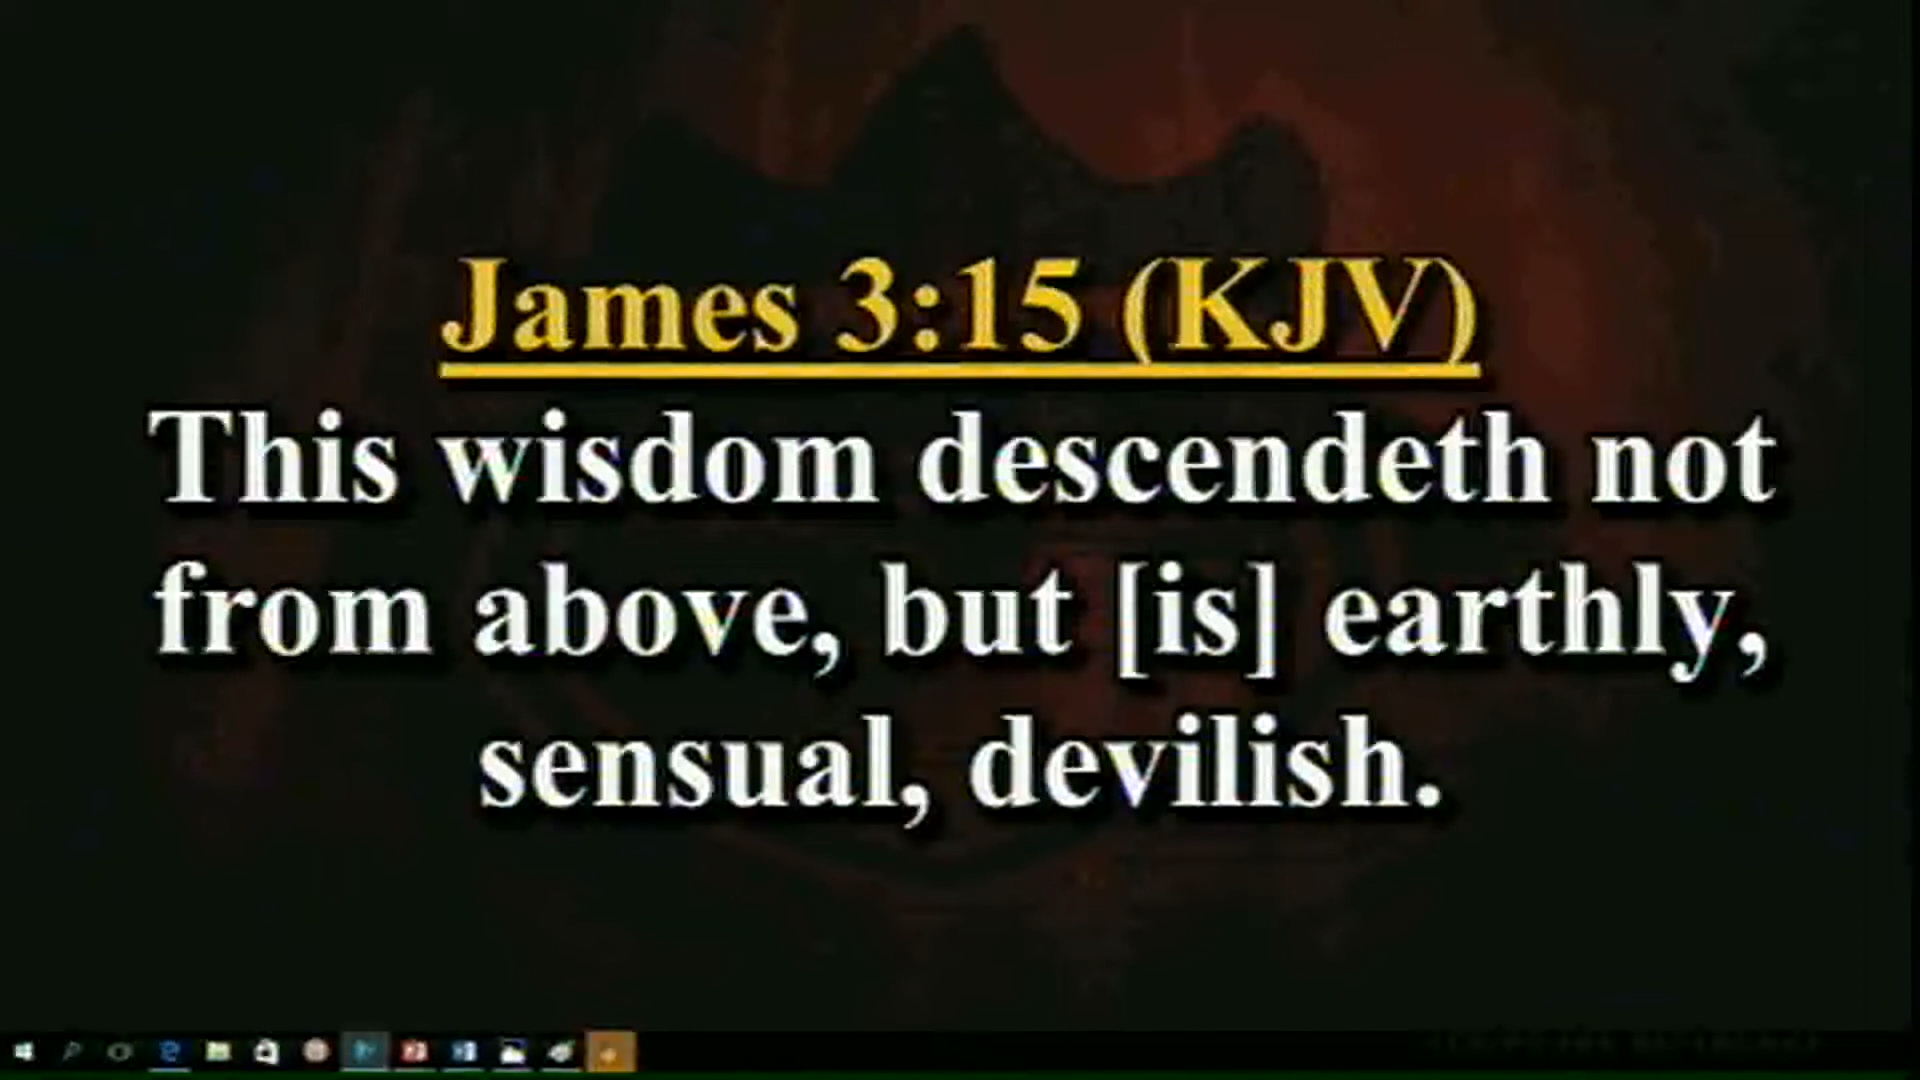 James 3:15 (KJV)
This wisdom descendeth not
from above, but [is] earthly,
sensual, devilish.